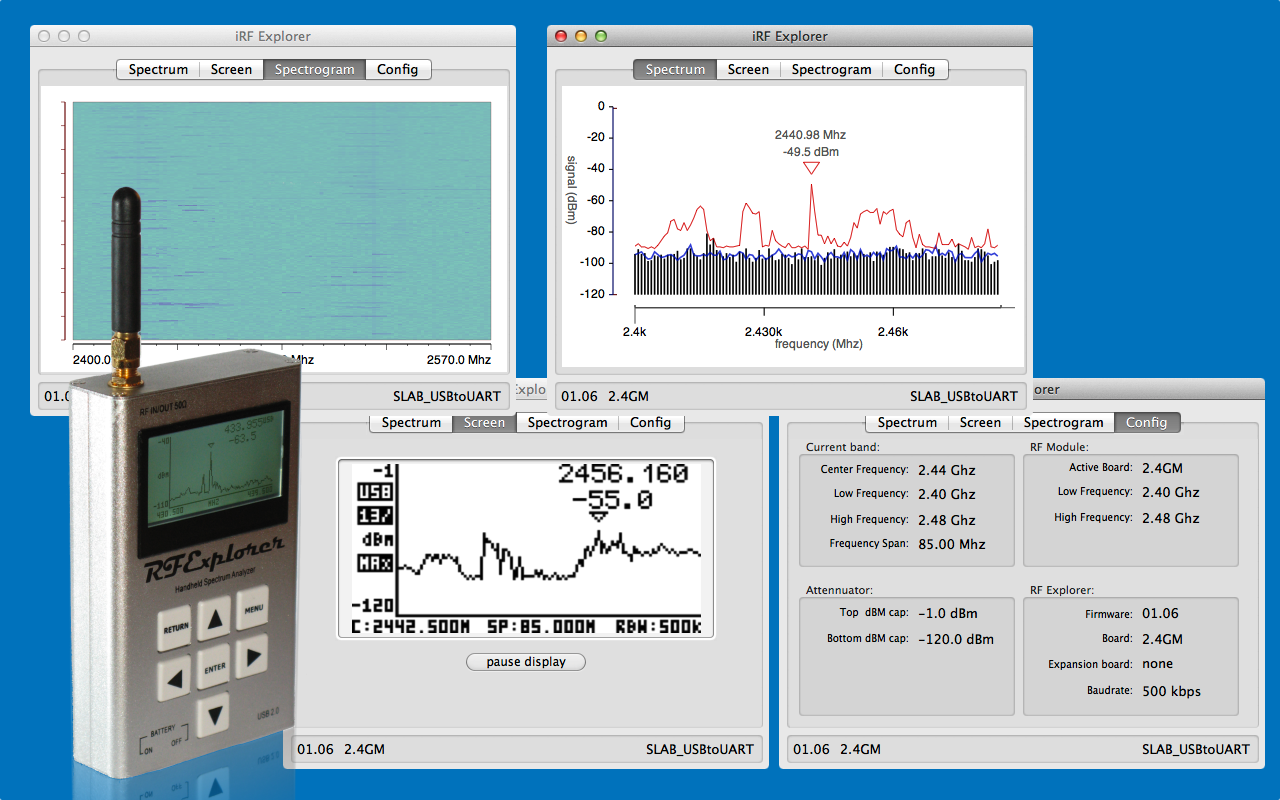 iRF Explorer
Spectrum Screen Spectrogram Config
2400.0 Mhz 2570.0 Mhz
01.0 SLAB_USBtoUART
iRF Explorer
Spectrum Screen Spectrogram Config
0
-20
-40
-60
-80
-100
-120
signal (dBm)
2440.98 Mhz
-49.5 dBm
2.4k 2.430k 2.46k
frequency (Mhz)
01.06 2.4GM SLAB_USBtoUART
Explo
Spectrum Screen Spectrogram Config
-1
USB
dBm
MAX
-120
2456.160
-55.0
C:2442.500M SP:85.000M RBW:500k
pause display
01.06 2.4GM SLAB_USBtoUART
orer
Spectrum Screen Spectrogram Config
Current band:
Center Frequency: 2.44 Ghz
Low Frequency: 2.40 Ghz
High Frequency: 2.48 Ghz
Frequency Span: 85.00 Mhz
RF Module:
Active Board: 2.4GM
Low Frequency: 2.40 Ghz
High Frequency: 2.48 Ghz
Attennuator:
Top dBM cap: -1.0 dBm
Bottom dBM cap: -120.0 dBm
RF Explorer:
Firmware: 01.06
Board: 2.4GM
Expansion board: none
Baudrate: 500 kbps
01.06 2.4GM SLAB_USBtoUART
RF IN/OUT 50Ω
433.955
-63.5
dBm
-110
430.500 MHZ
RFExplorer
Handheld Spectrum Analyzer
RETURN MENU
ENTER
BATTERY
ON OFF
USB 2.0